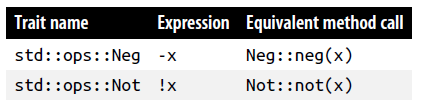 Trait name Expression Equivalent method call
std::ops::Neg -x Neg::neg(x)
std::ops::Not !x Not::not(x)